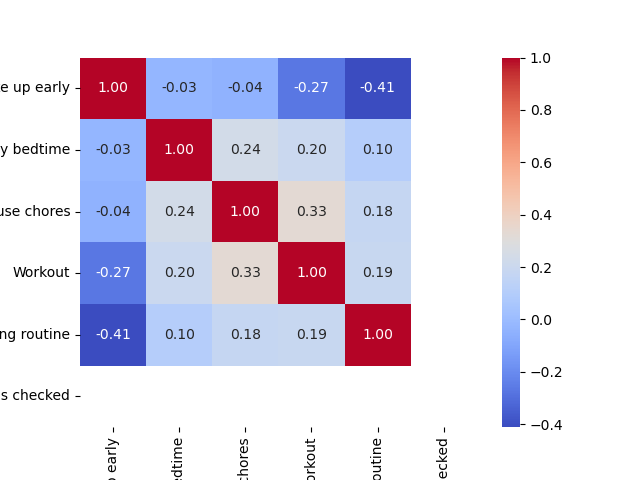 e up early 1.00 -0.03 -0.04 -0.27 -0.41
y bedtime -0.03 1.00 0.24 0.20 0.10
use chores -0.04 0.24 1.00 0.33 0.18
Workout -0.27 0.20 0.33 1.00 0.19
ng routine -0.41 0.10 0.18 0.19 1.00
s checked
early
edtime
chores
orkout
outine
ecked
1.0
0.8
0.6
0.4
0.2
0.0
−0.2
−0.4